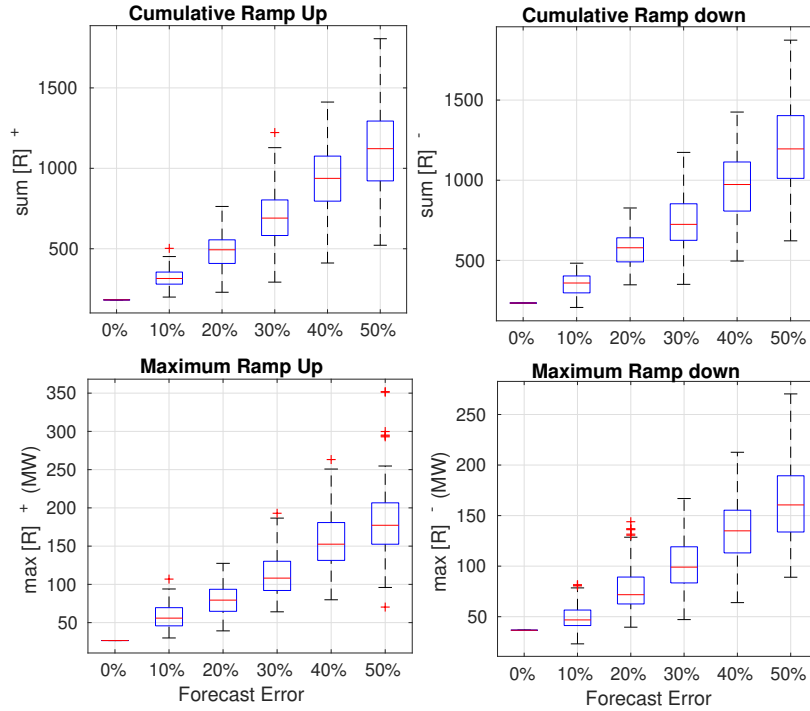 Cumulative Ramp Up
1500
1000
500
sum [R] +
0% 10% 20% 30% 40% 50%
Cumulative Ramp down
1500
1000
500
sum [R] -
0% 10% 20% 30% 40% 50%
Maximum Ramp Up
350
300
250
200
150
100
50
max [R] + (MW)
0% 10% 20% 30% 40% 50%
Forecast Error
Maximum Ramp down
250
200
150
100
50
max [R] - (MW)
0% 10% 20% 30% 40% 50%
Forecast Error